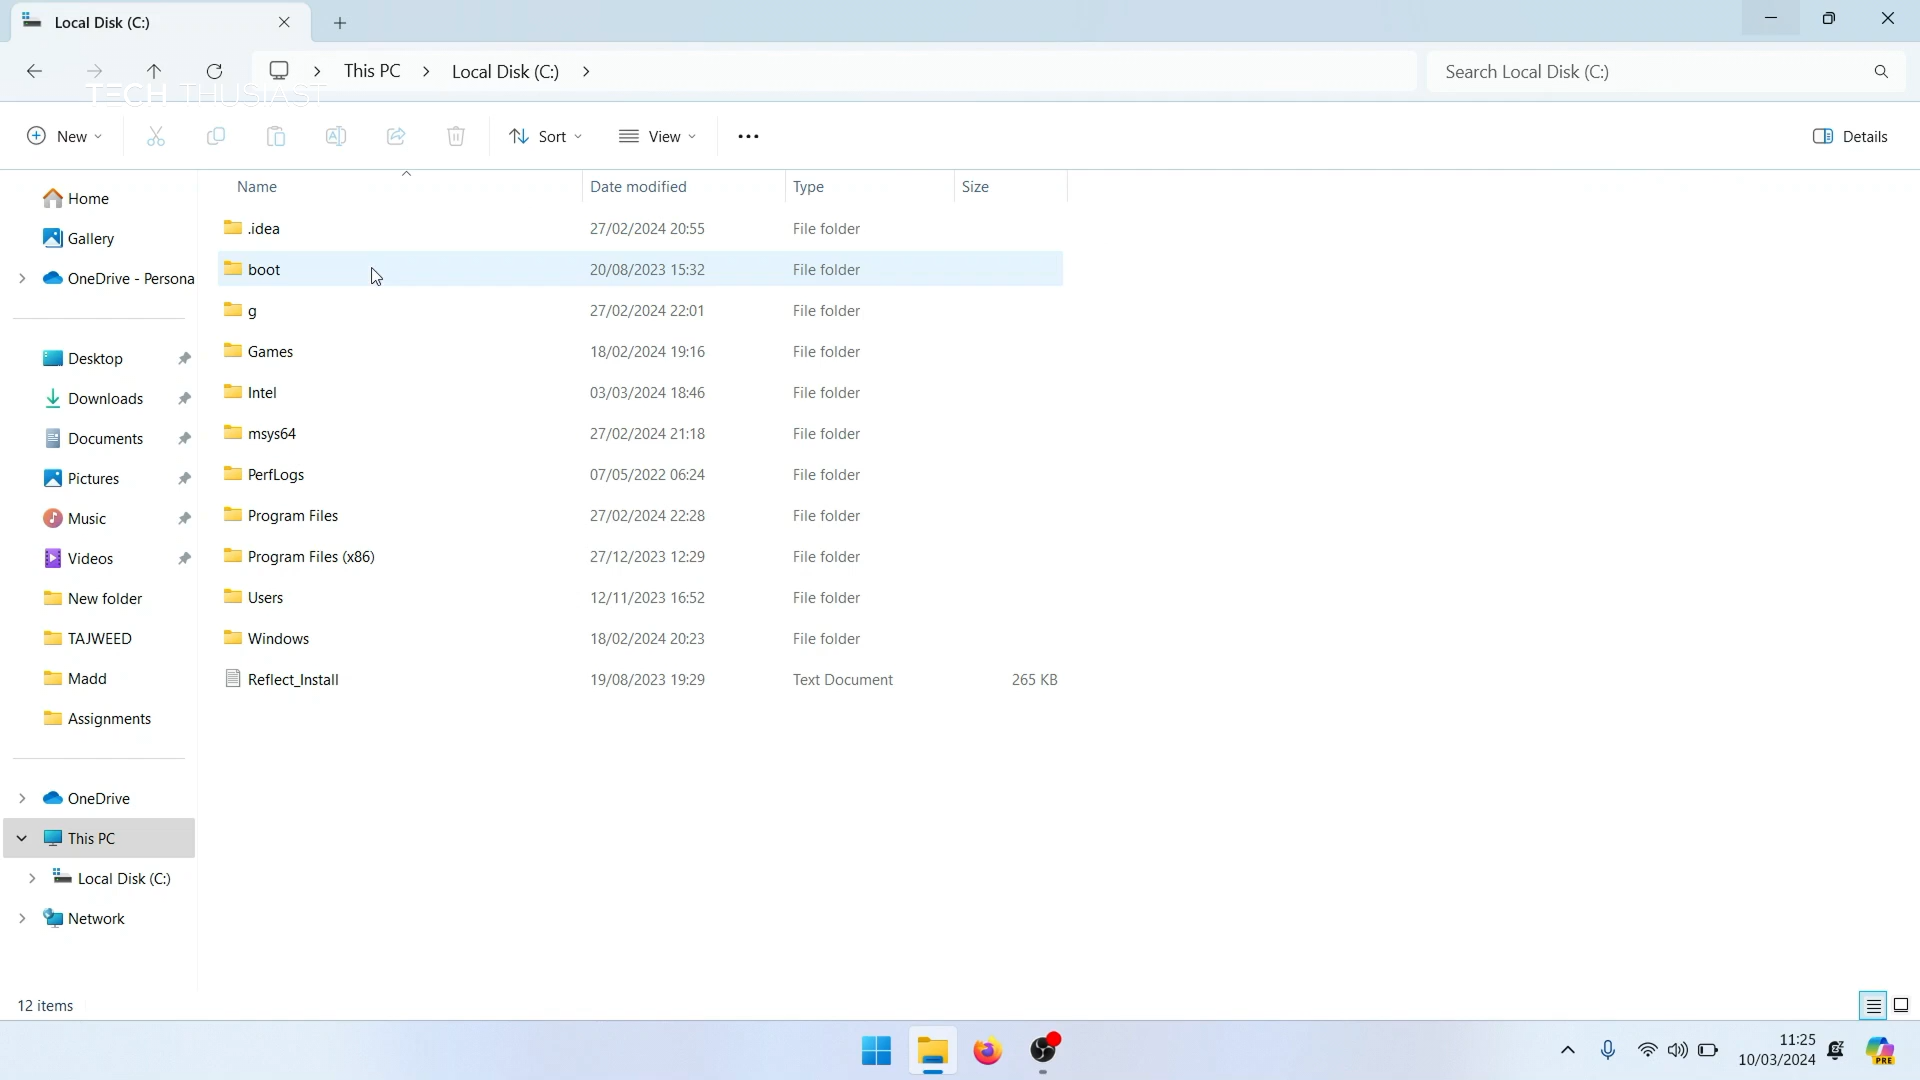 Local Disk (C:)
This PC
Local Disk (C:)
Search Local Disk (C:)
TECH THUSIAST
New
Sort
View
Details
Name
Date modified
Type
Size
Home
Gallery
OneDrive - Persona
Desktop
Downloads
Documents
Pictures
Music
Videos
New folder
TAJWEED
Madd
Assignments
OneDrive
This PC
Local Disk (C:)
Network
.idea 27/02/2024 20:55 File folder
boot 20/08/2023 15:32 File folder
g 27/02/2024 22:01 File folder
Games 18/02/2024 19:16 File folder
Intel 03/03/2024 18:46 File folder
msys64 27/02/2024 21:18 File folder
PerfLogs 07/05/2022 06:24 File folder
Program Files 27/02/2024 22:28 File folder
Program Files (x86) 27/12/2023 12:29 File folder
Users 12/11/2023 16:52 File folder
Windows 18/02/2024 20:23 File folder
Reflect_Install 19/08/2023 19:29 Text Document 265 KB
12 items
11:25
10/03/2024
PRE